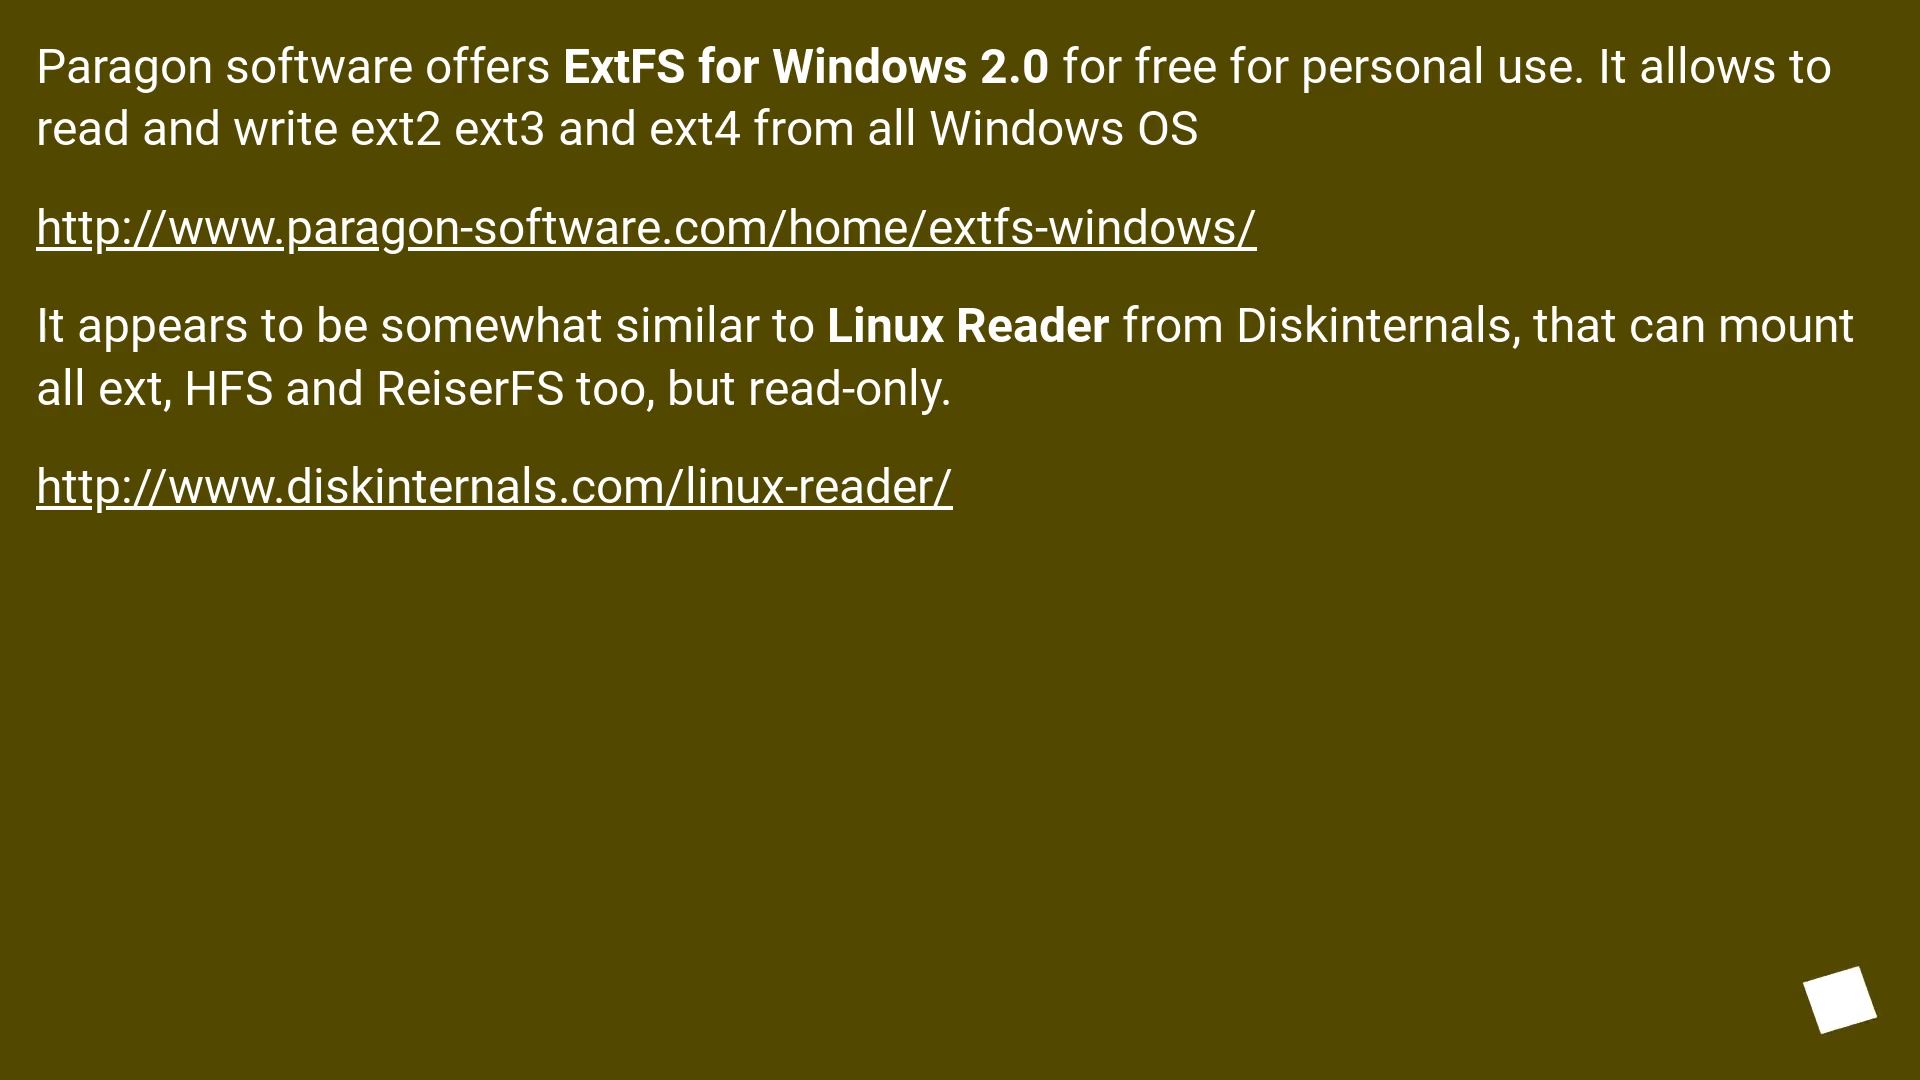 Paragon software offers ExtFS for Windows 2.0 for free for personal use. It allows to
read and write ext2 ext3 and ext4 from all Windows OS
http://www.paragon-software.com/home/extfs-windows/
It appears to be somewhat similar to Linux Reader from Diskinternals, that can mount
all ext, HFS and ReiserFS too, but read-only.
http://www.diskinternals.com/linux-reader/